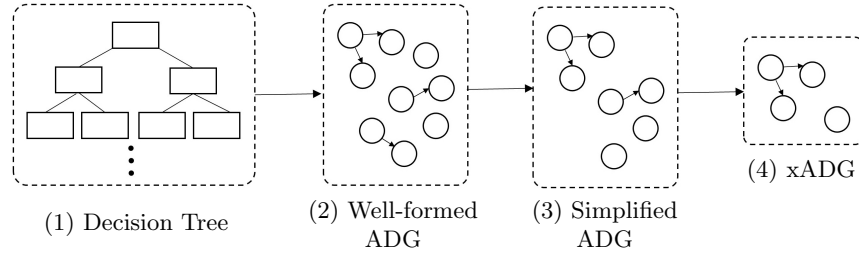 (1) Decision Tree
(2) Well-formed
ADG
(3) Simplified
ADG
(4) xADG